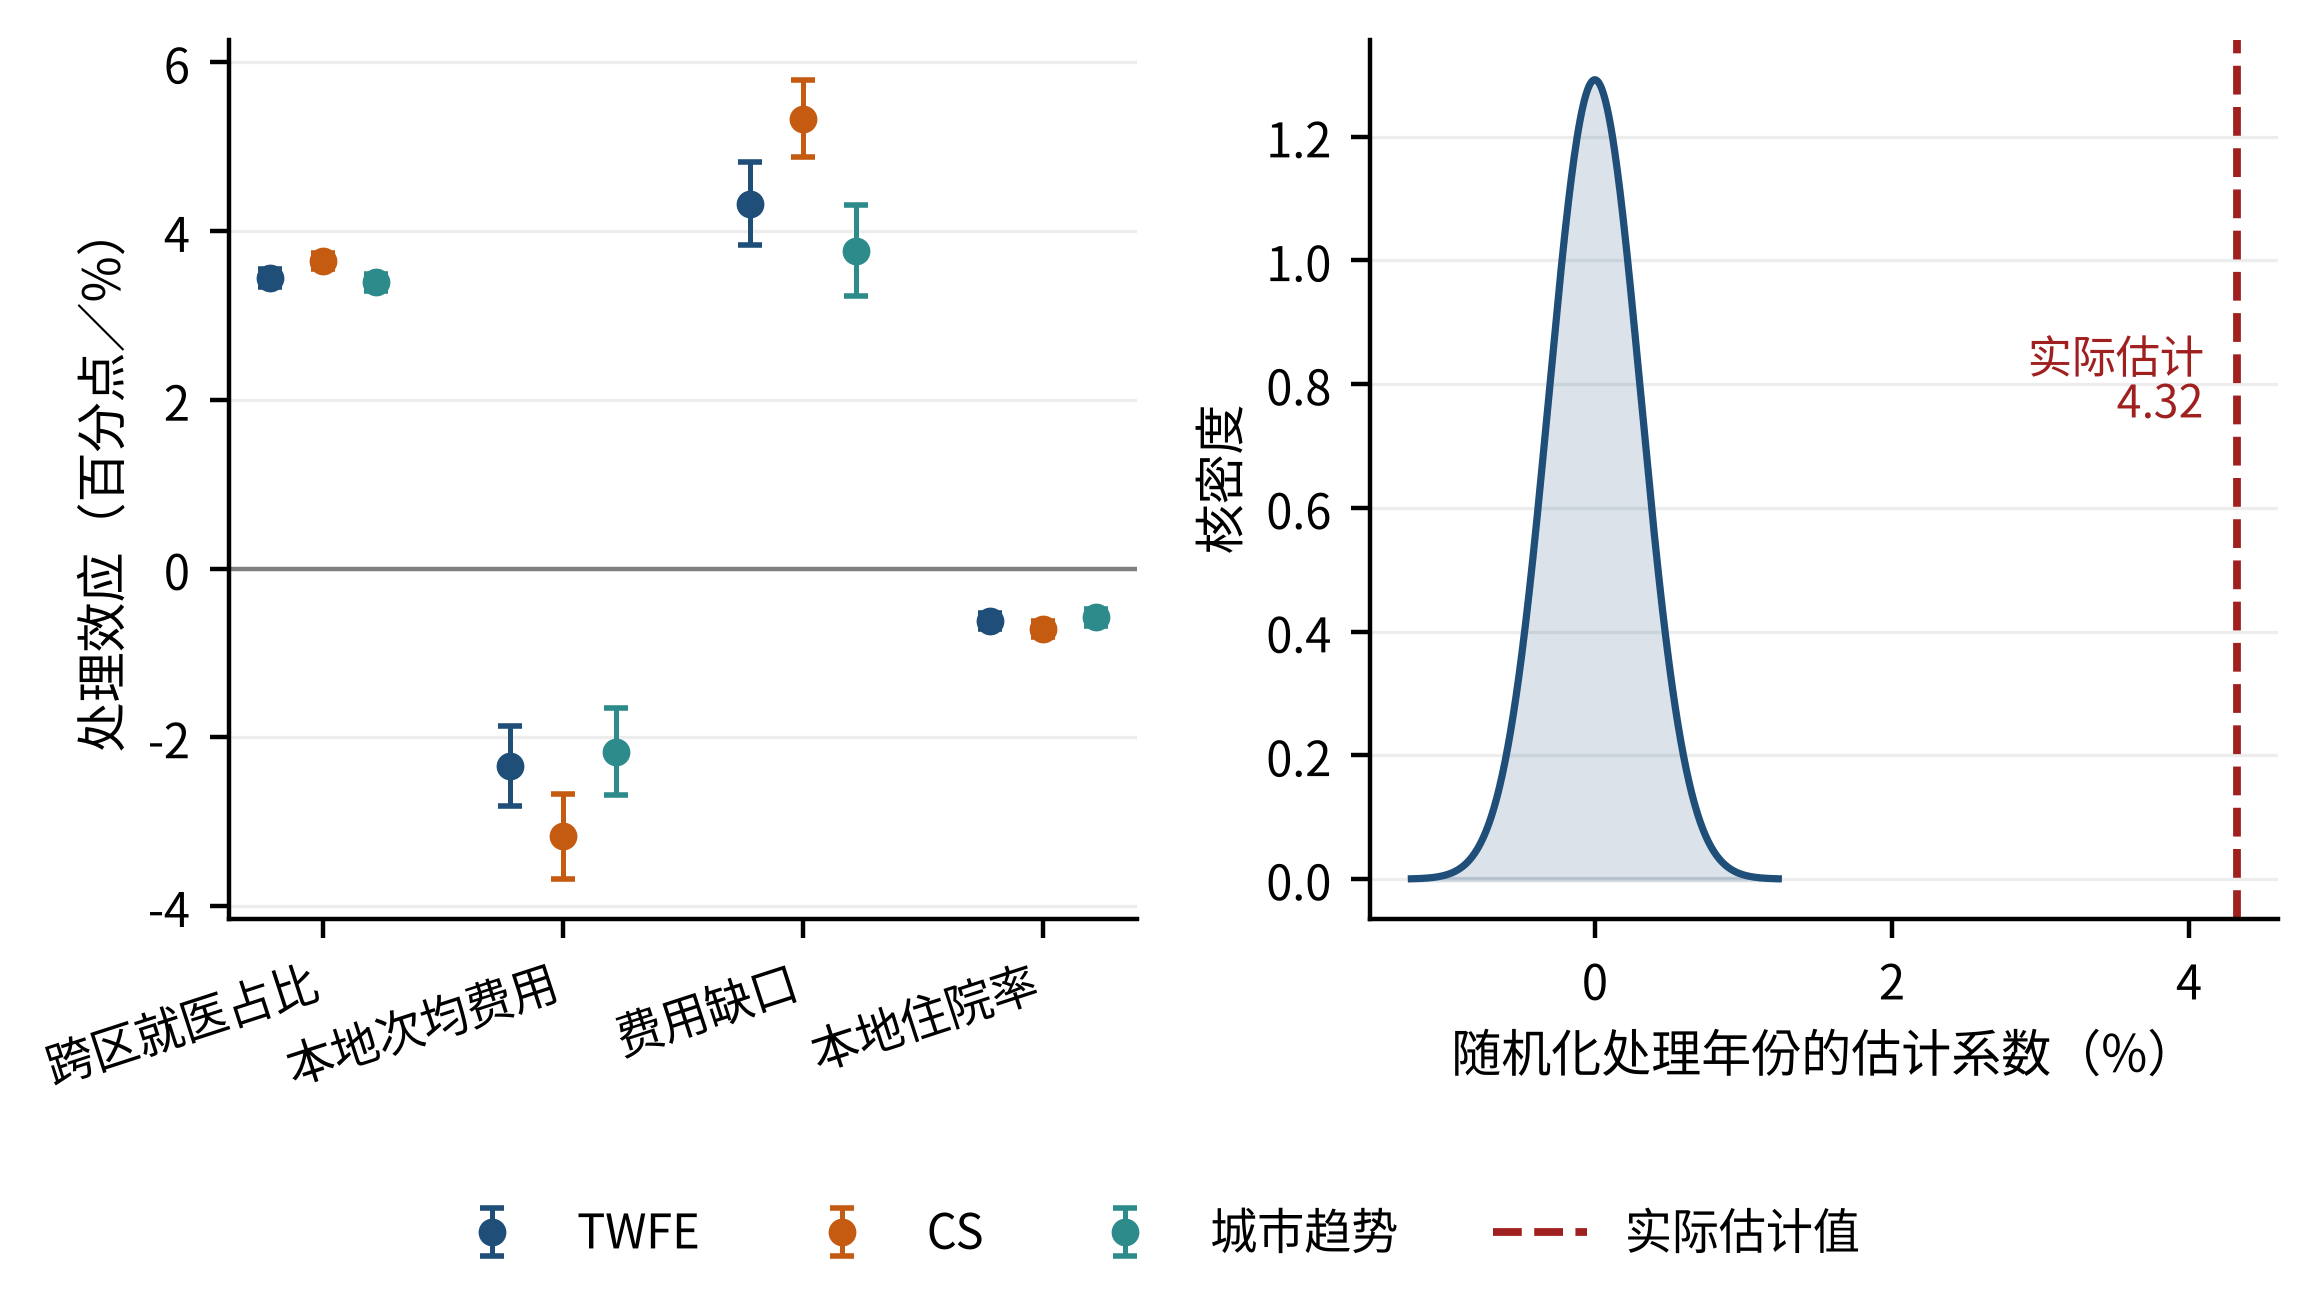 处理效应（百分点／%）
6
4
2
0
-2
-4
跨区就医占比
本地次均费用
费用缺口
本地住院率
核密度
1.2
1.0
0.8
0.6
0.4
0.2
0.0
实际估计
4.32
0
2
4
随机化处理年份的估计系数（%）
TWFE
CS
城市趋势
实际估计值